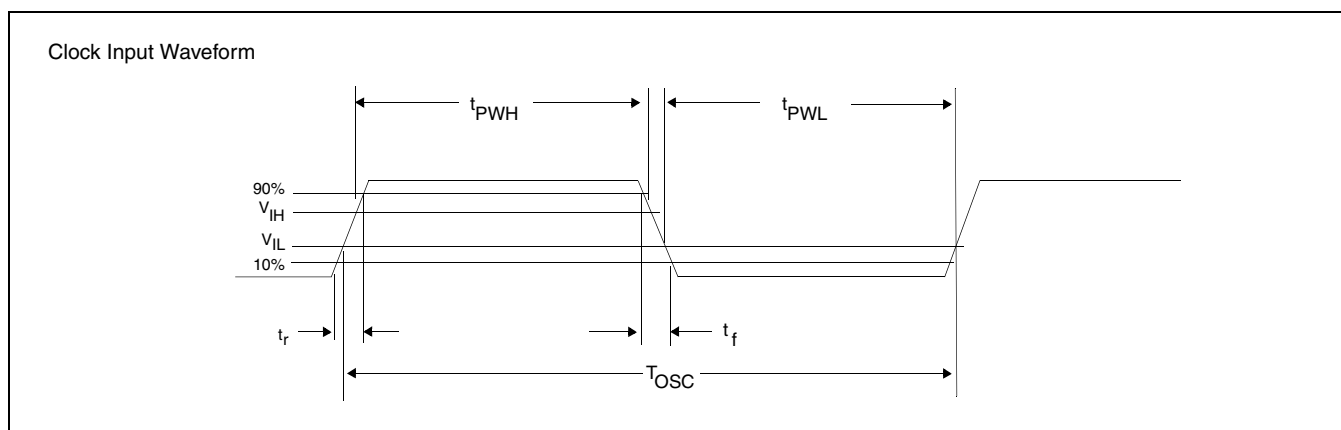 Clock Input Waveform
tPWH
tPWL
90%
VIH
VIL
10%
tr
tf
TOSC